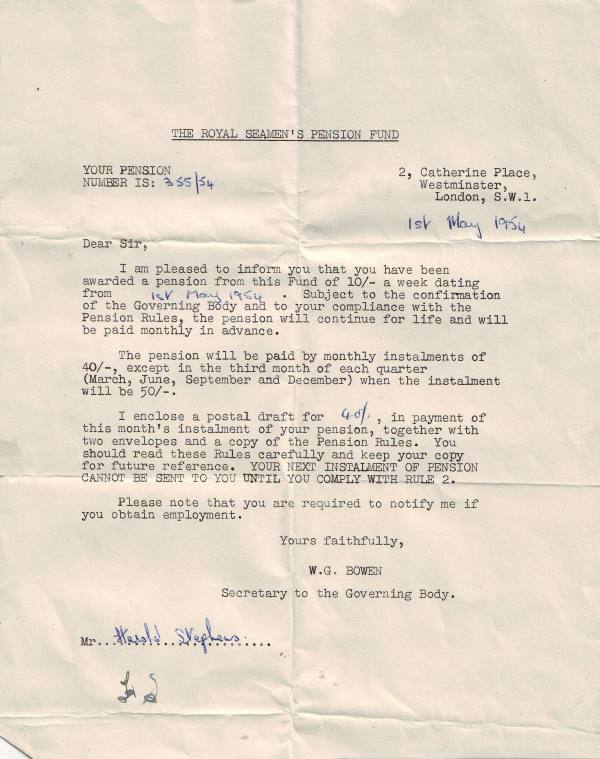 THE ROYAL SEAMEN'S PENSION FUND
YOUR PENSION
NUMBER IS: 355/54
2, Catherine Place,
Westminster,
London, S.W.1.
1st May 1954
Dear Sir,
I am pleased to inform you that you have been
awarded a pension from this Fund of 10/- a week dating
from 1st May 1954 . Subject to the confirmation
of the Governing Body and to your compliance with the
Pension Rules, the pension will continue for life and will
be paid monthly in advance.
The pension will be paid by monthly instalments of
40/-, except in the third month of each quarter
(March, June, September and December) when the instalment
will be 50/-.
I enclose a postal draft for 40/. , in payment of
this month's instalment of your pension, together with
two envelopes and a copy of the Pension Rules. You
should read these Rules carefully and keep your copy
for future reference. YOUR NEXT INSTALMENT OF PENSION
CANNOT BE SENT TO YOU UNTIL YOU COMPLY WITH RULE 2.
Please note that you are required to notify me if
you obtain employment.
Yours faithfully,
W.G. BOWEN
Secretary to the Governing Body.
Mr. Harold Stephens